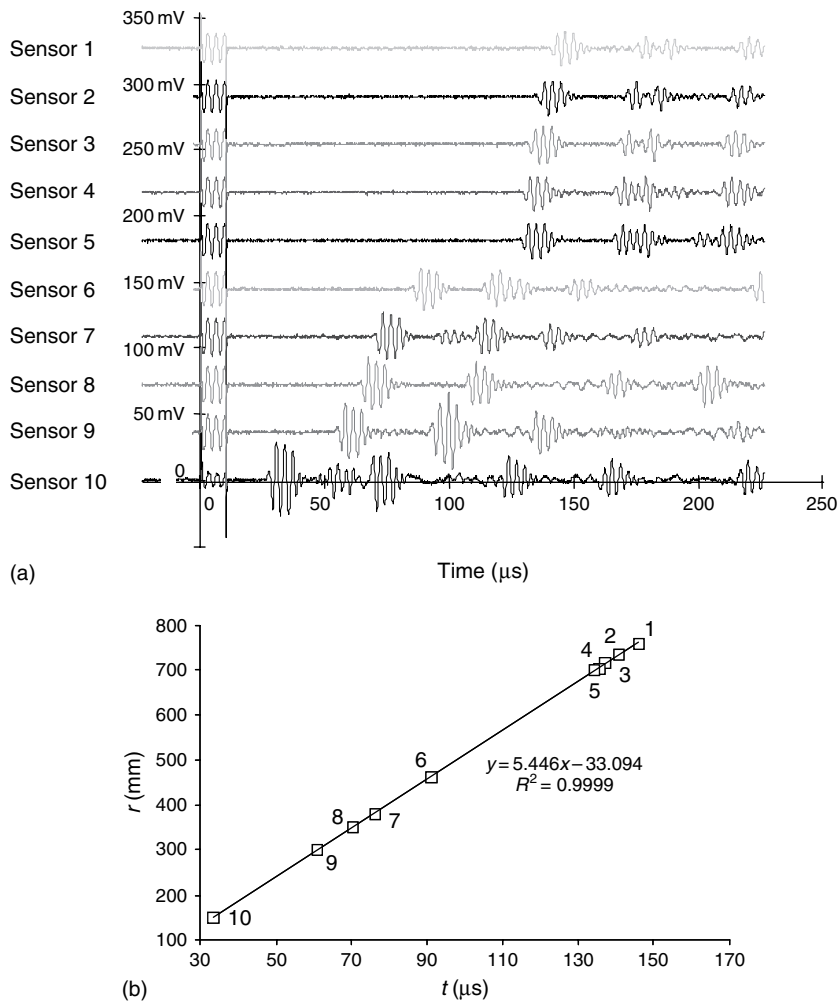 350 mV
Sensor 1
300 mV
Sensor 2
Sensor 3
250 mV
Sensor 4
200 mV
Sensor 5
150 mV
Sensor 6
Sensor 7
100 mV
Sensor 8
50 mV
Sensor 9
0
Sensor 10
0 50 100 150 200 250
(a)
Time (μs)
800
700
600
500
400
300
200
100
r (mm)
1
2
4
3
5
6
y = 5.446x – 33.094
R² = 0.9999
8
7
9
10
30 50 70 90 110 130 150 170
(b)
t (μs)